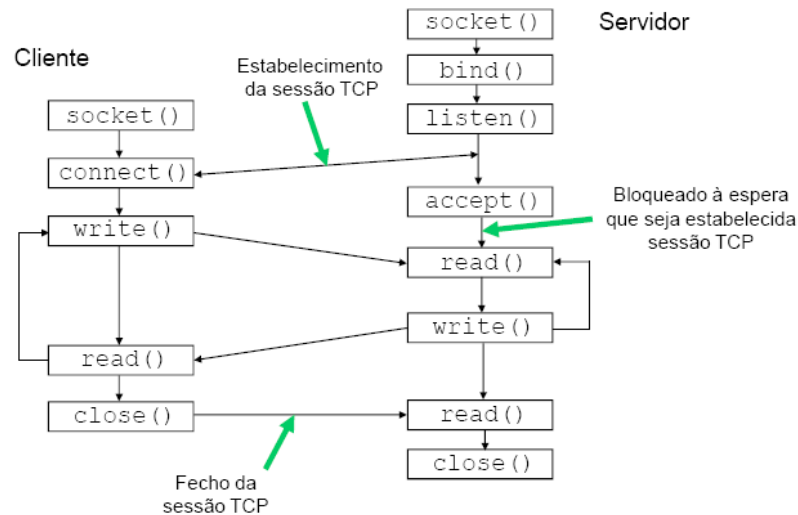 Cliente
Servidor
socket()
bind()
listen()
Estabelecimento
da sessão TCP
socket()
connect()
accept()
Bloqueado à espera
que seja estabelecida
sessão TCP
write()
read()
write()
read()
close()
read()
close()
Fecho da
sessão TCP